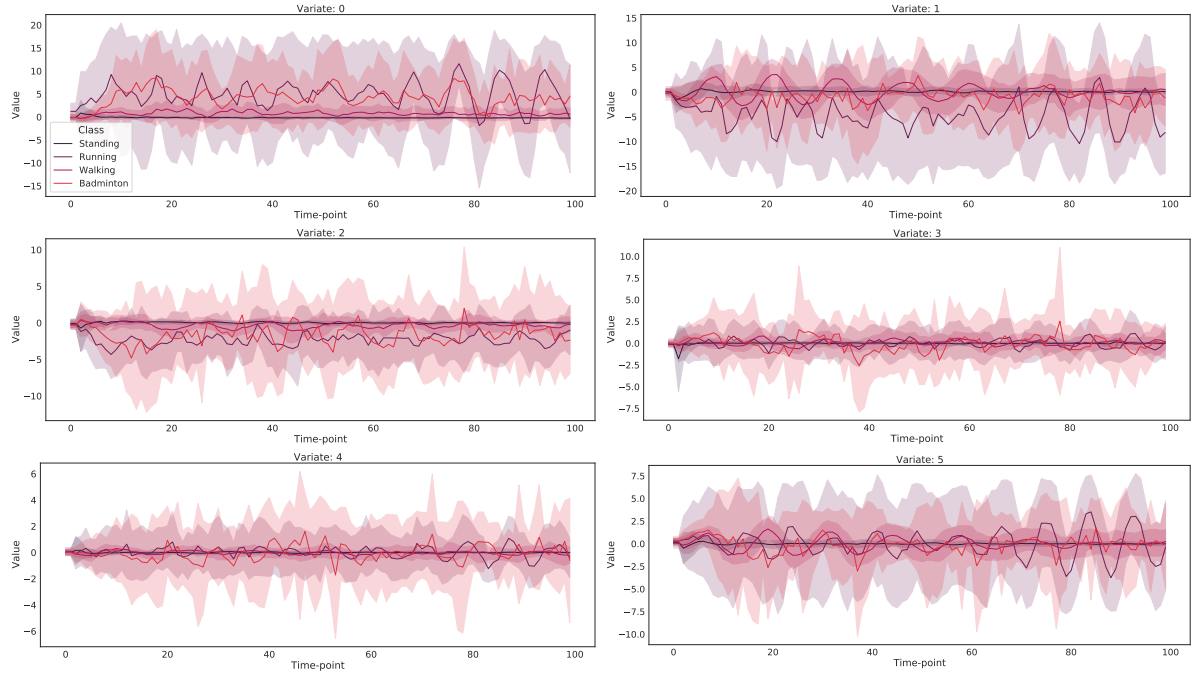 Variate: 0
Value
20
15
10
5
0
−5
−10
−15
Class
Standing
Running
Walking
Badminton
0 20 40 60 80 100
Time-point
Variate: 1
Value
15
10
5
0
−5
−10
−15
−20
0 20 40 60 80 100
Time-point
Variate: 2
Value
10
5
0
−5
−10
0 20 40 60 80 100
Time-point
Variate: 3
Value
10.0
7.5
5.0
2.5
0.0
−2.5
−5.0
−7.5
0 20 40 60 80 100
Time-point
Variate: 4
Value
6
4
2
0
−2
−4
−6
0 20 40 60 80 100
Time-point
Variate: 5
Value
7.5
5.0
2.5
0.0
−2.5
−5.0
−7.5
−10.0
0 20 40 60 80 100
Time-point